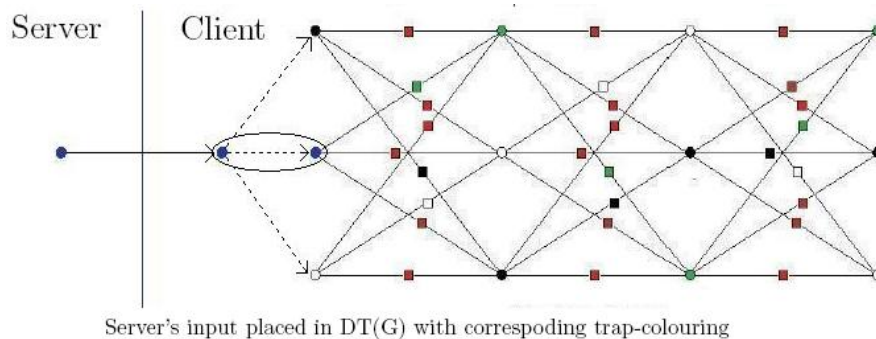 Server
Client
Server's input placed in DT(G) with correspoding trap-colouring